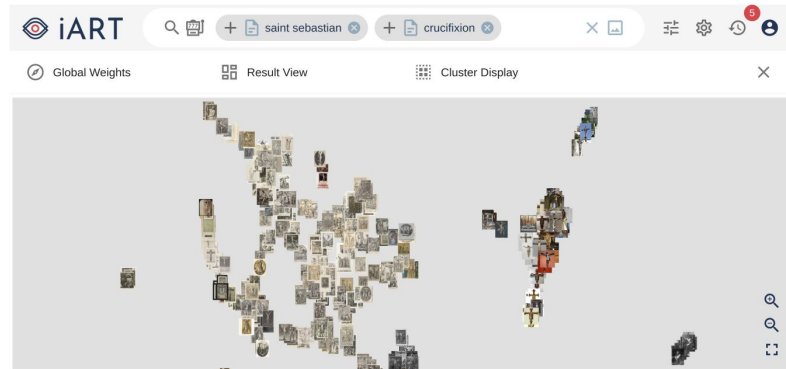 iART
saint sebastian
crucifixion
5
Global Weights
Result View
Cluster Display